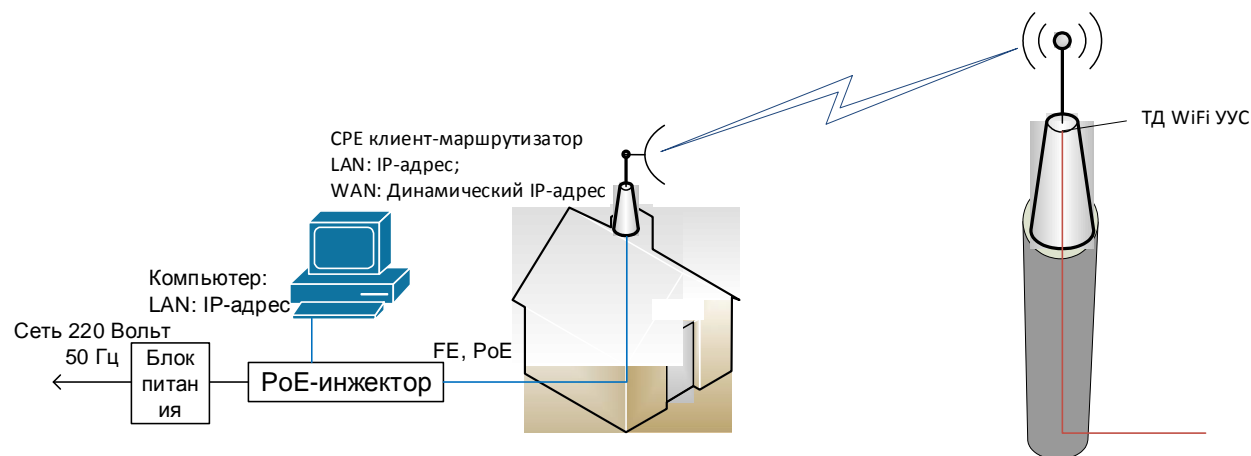 ТД WiFi УУС
CPE клиент-маршрутизатор
LAN: IP-адрес;
WAN: Динамический IP-адрес
Компьютер:
LAN: IP-адрес
Сеть 220 Вольт
50 Гц
Блок
питан
ия
PoE-инжектор
FE, PoE